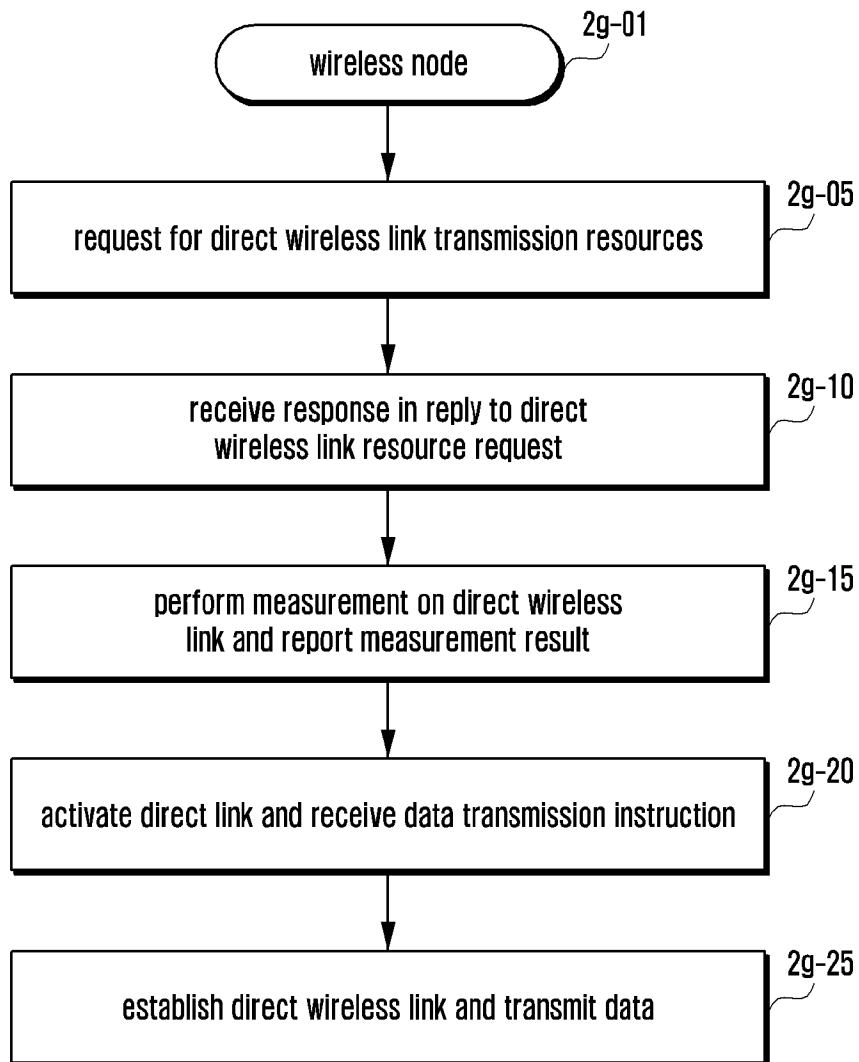 2g-01
wireless node
2g-05
request for direct wireless link transmission resources
2g-10
receive response in reply to direct
wireless link resource request
2g-15
perform measurement on direct wireless
link and report measurement result
2g-20
activate direct link and receive data transmission instruction
2g-25
establish direct wireless link and transmit data